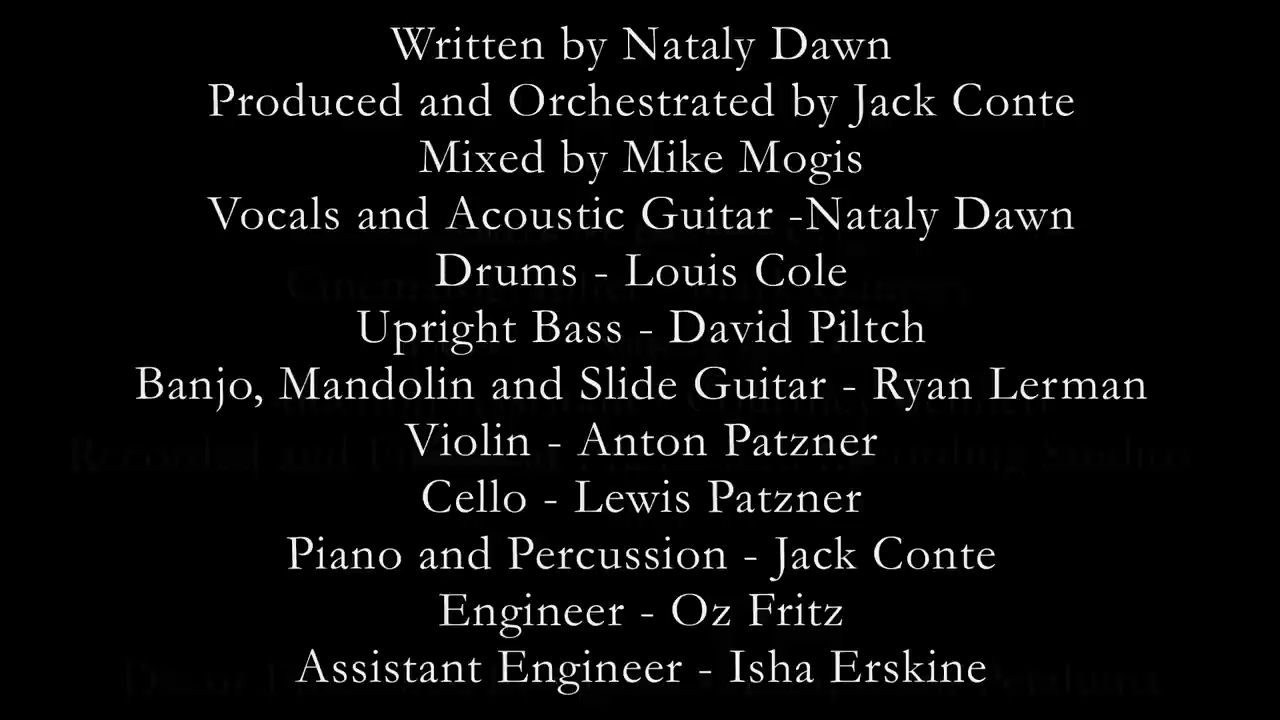 Written by Nataly Dawn
Produced and Orchestrated by Jack Conte
Mixed by Mike Mogis
Vocals and Acoustic Guitar -Nataly Dawn
Drums - Louis Cole
Upright Bass - David Piltch
Banjo, Mandolin and Slide Guitar - Ryan Lerman
Violin - Anton Patzner
Cello - Lewis Patzner
Piano and Percussion - Jack Conte
Engineer - Oz Fritz
Assistant Engineer - Isha Erskine